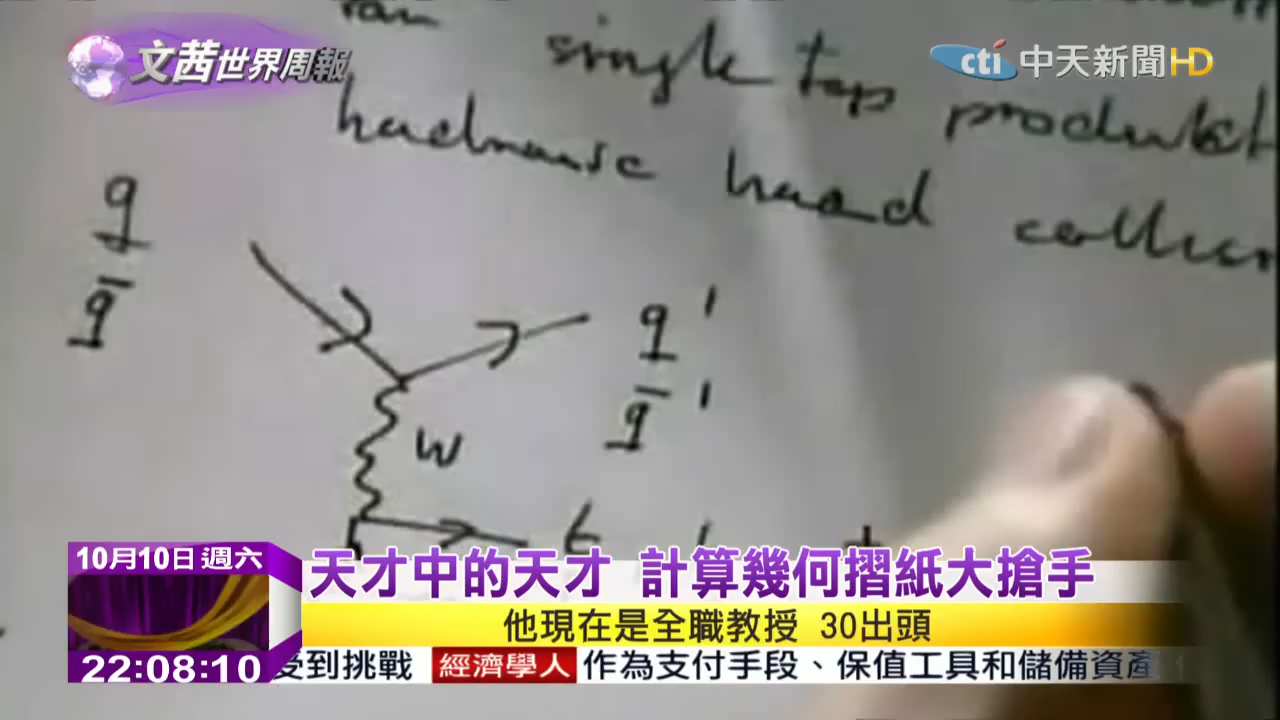 文茜世界周報
cti 中天新聞HD
single top
hard
q
q̄
q'
q̄'
W
t
10月10日 週六
天才中的天才 計算幾何摺紙大搶手
他現在是全職教授 30出頭
22:08:10
受到挑戰 經濟學人 作為支付手段、保值工具和儲備資產